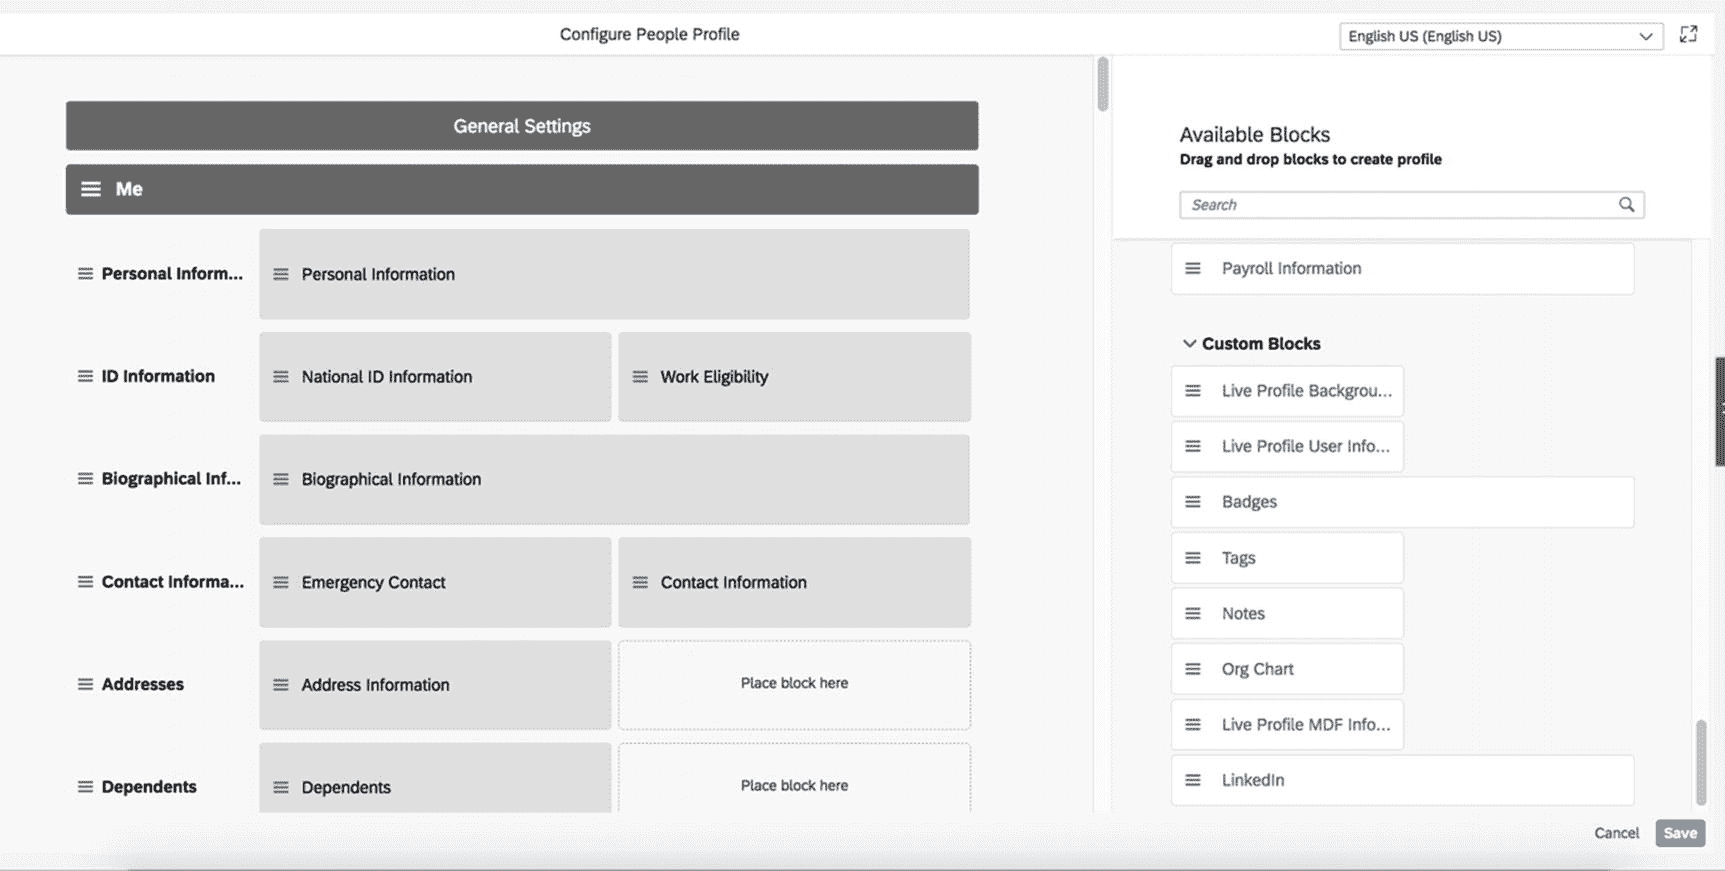 Configure People Profile
English US (English US)
General Settings
Me
Personal Inform...
Personal Information
ID Information
National ID Information
Work Eligibility
Biographical Inf...
Biographical Information
Contact Informa...
Emergency Contact
Contact Information
Addresses
Address Information
Place block here
Dependents
Dependents
Place block here
Available Blocks
Drag and drop blocks to create profile
Search
Payroll Information
Custom Blocks
Live Profile Backgrou...
Live Profile User Info...
Badges
Tags
Notes
Org Chart
Live Profile MDF Info...
LinkedIn
Cancel
Save